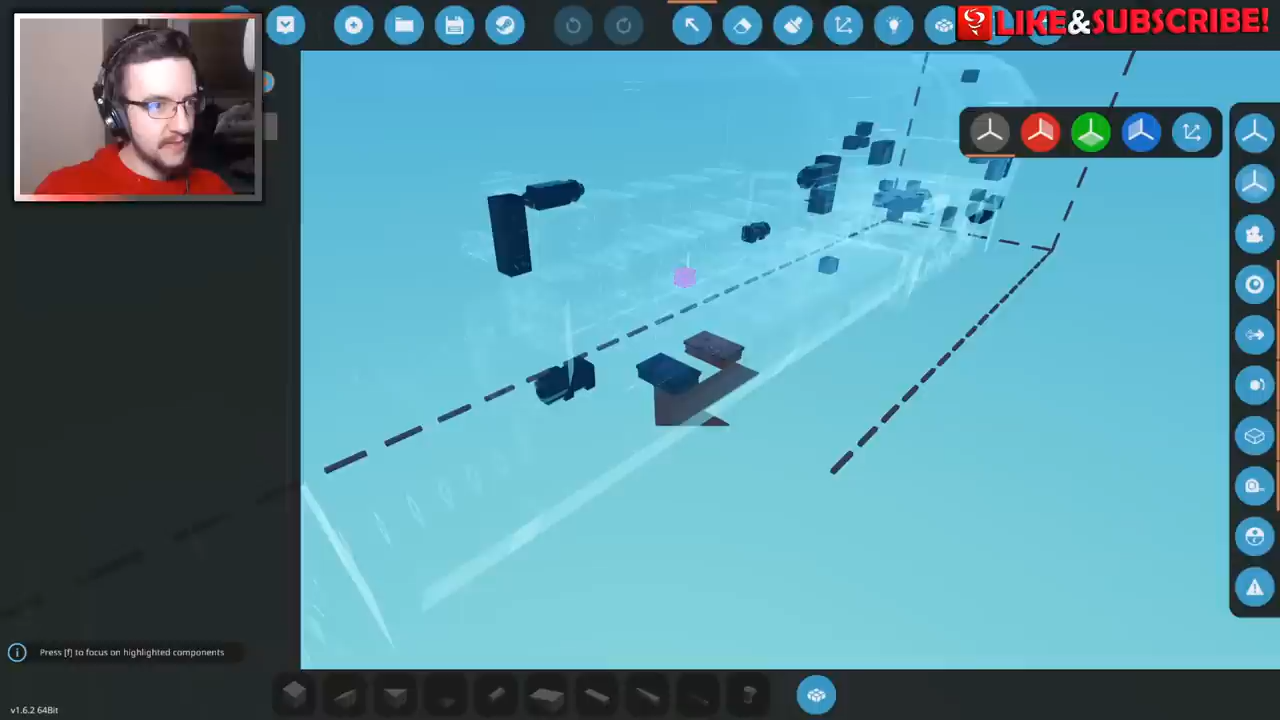 LIKE&SUBSCRIBE!
Press [f] to focus on highlighted components
v1.6.2 64Bit